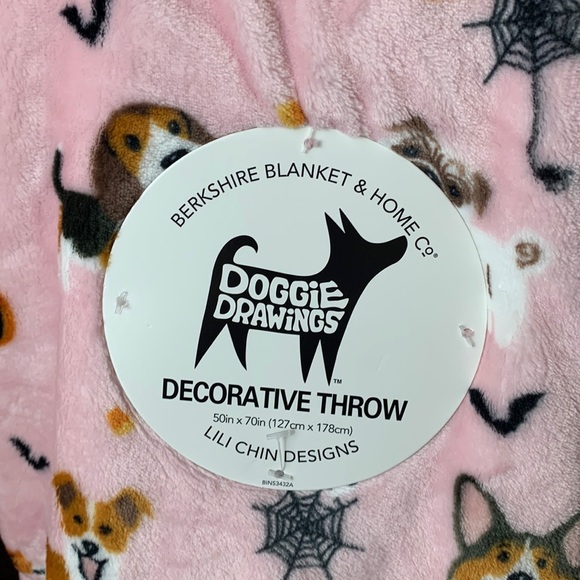 BERKSHIRE BLANKET & HOME Co®
DOGGiE
DRAWiNGS
™
DECORATIVE THROW
50in x 70in (127cm x 178cm)
LILI CHIN DESIGNS
BINS3432A